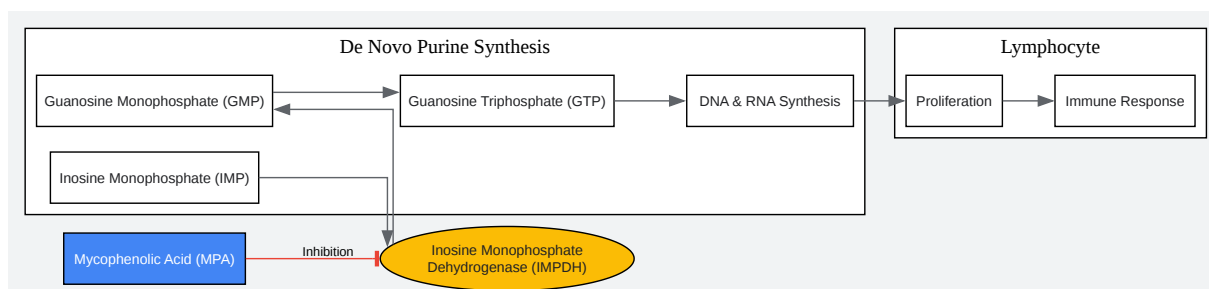 De Novo Purine Synthesis
Lymphocyte
Guanosine Monophosphate (GMP)
Guanosine Triphosphate (GTP)
DNA & RNA Synthesis
Proliferation
Immune Response
Inosine Monophosphate (IMP)
Mycophenolic Acid (MPA)
Inhibition
Inosine Monophosphate
Dehydrogenase (IMPDH)